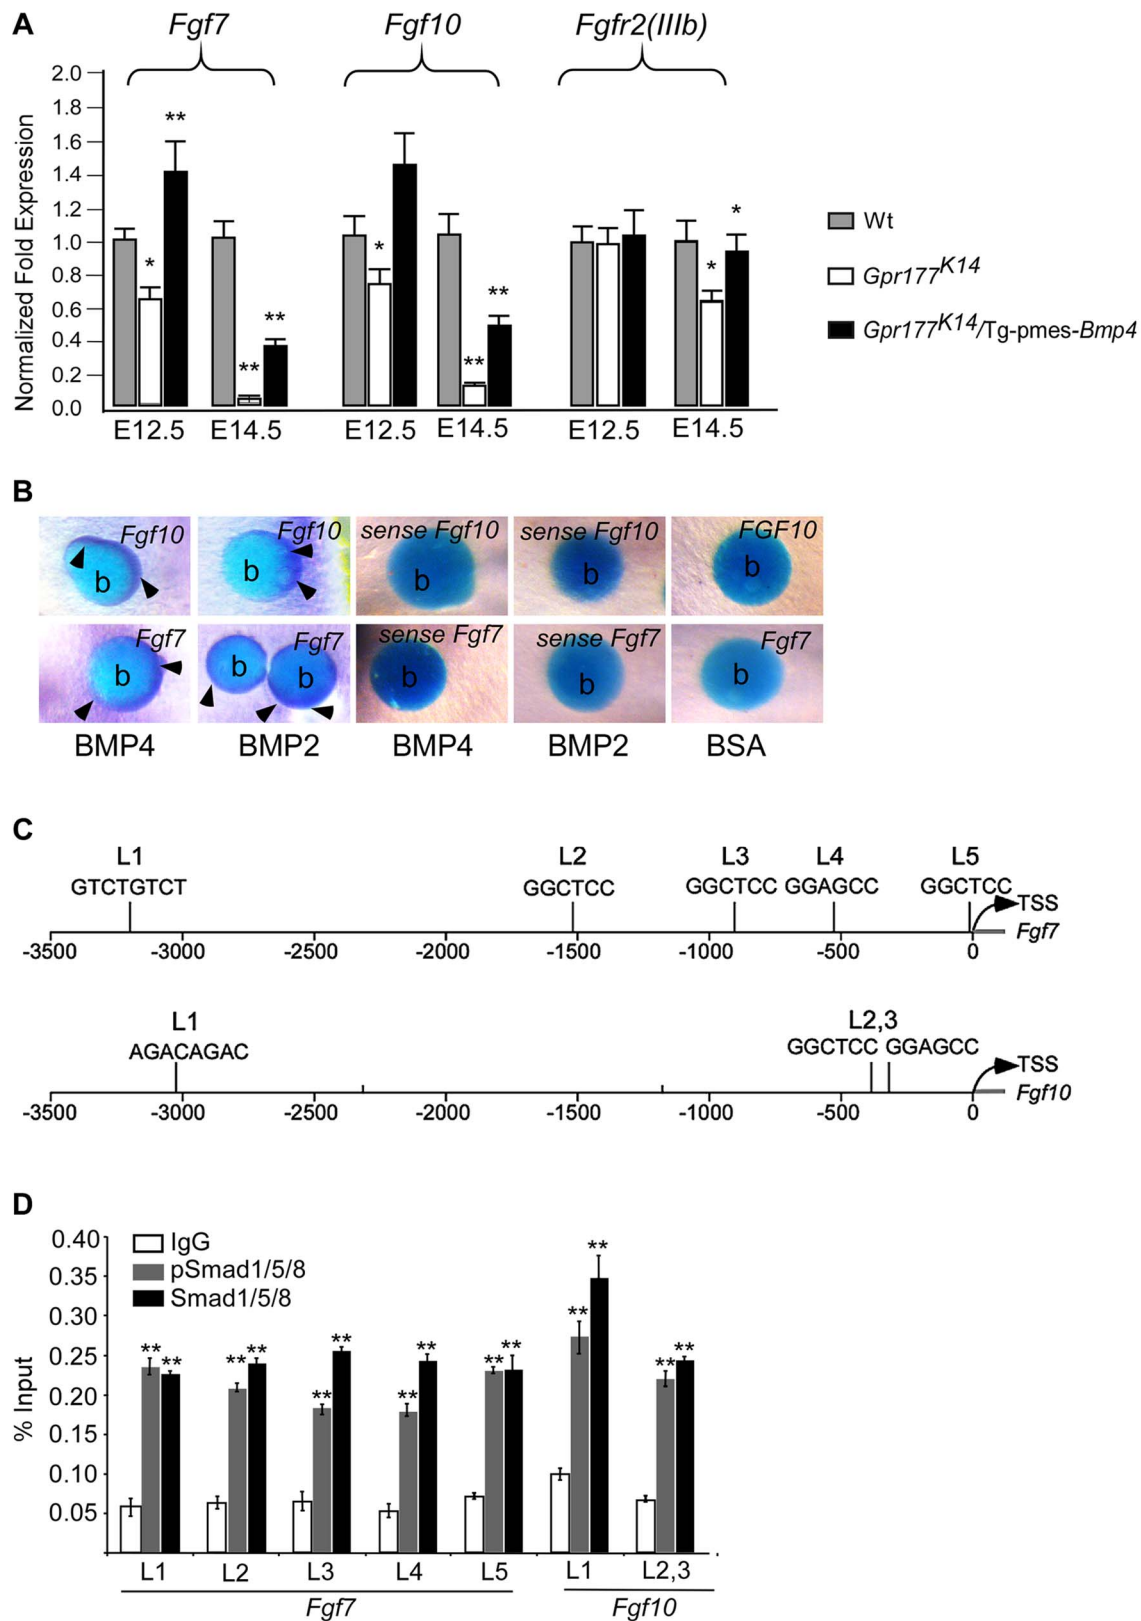 A
Fgf7 Fgf10 Fgfr2(IIIb)
Normalized Fold Expression
2.0
1.8
1.6
1.4
1.2
1.0
0.8
0.6
0.4
0.2
0.0
* ** ** ** * ** ** * *
E12.5 E14.5 E12.5 E14.5 E12.5 E14.5
Wt
Gpr177K14
Gpr177K14/Tg-pmes-Bmp4
B
Fgf10 Fgf10 sense Fgf10 sense Fgf10 FGF10
b b b b b
Fgf7 Fgf7 sense Fgf7 sense Fgf7 Fgf7
b b b b b b
BMP4 BMP2 BMP4 BMP2 BSA
C
L1 L2 L3 L4 L5
GTCTGTCT GGCTCC GGCTCC GGAGCC GGCTCC
TSS
Fgf7
-3500 -3000 -2500 -2000 -1500 -1000 -500 0
L1 L2,3
AGACAGAC GGCTCC GGAGCC
TSS
Fgf10
-3500 -3000 -2500 -2000 -1500 -1000 -500 0
D
% Input
0.40
0.35
0.30
0.25
0.20
0.15
0.10
0.05
IgG
pSmad1/5/8
Smad1/5/8
** ** ** ** ** ** ** ** ** ** ** ** ** **
L1 L2 L3 L4 L5 L1 L2,3
Fgf7 Fgf10